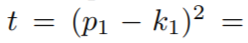 t = (p₁ − k₁)² =